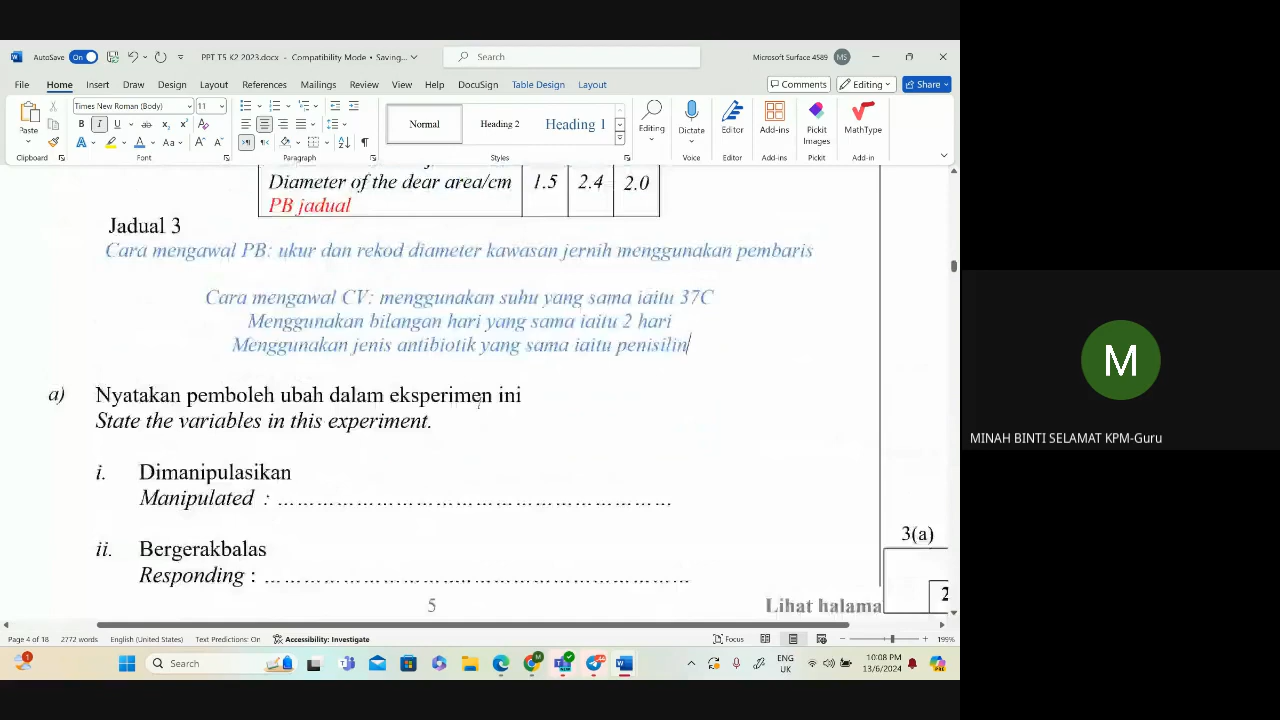 AutoSave On PPT T5 K2 2023.docx - Compatibility Mode • Saving... Search Microsoft Surface 4589 MS
File Home Insert Draw Design Layout References Mailings Review View Help DocuSign Table Design Layout Comments Editing Share
Times New Roman (Body) 11
Paste Normal Heading 2 Heading 1 Editing Dictate Editor Add-ins Pickit Images MathType
Clipboard Font Paragraph Styles Voice Editor Add-ins Pickit Add-in
Diameter of the dear area/cm 1.5 2.4 2.0
PB jadual
Jadual 3
Cara mengawal PB: ukur dan rekod diameter kawasan jernih menggunakan pembaris
Cara mengawal CV: menggunakan suhu yang sama iaitu 37C
Menggunakan bilangan hari yang sama iaitu 2 hari
Menggunakan jenis antibiotik yang sama iaitu penisilin
a) Nyatakan pemboleh ubah dalam eksperimen ini
State the variables in this experiment.
i. Dimanipulasikan
Manipulated : ………………………………………………………
3(a)
ii. Bergerakbalas
Responding : …………………………..……………………………
2
5 Lihat halama
Page 4 of 18 2772 words English (United States) Text Predictions: On Accessibility: Investigate Focus 199%
Search ENG UK 10:08 PM 13/6/2024
M
MINAH BINTI SELAMAT KPM-Guru